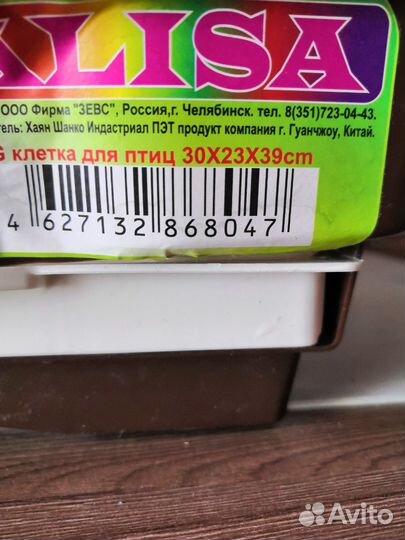 ALISA
ООО Фирма "ЗЕВС", Россия,г. Челябинск. тел. 8(351)723-04-43.
тель: Хаян Шанко Индастриал ПЭТ продукт компания г. Гуанчжоу, Китай.
G клетка для птиц 30X23X39cm
4 627132 868047
Avito